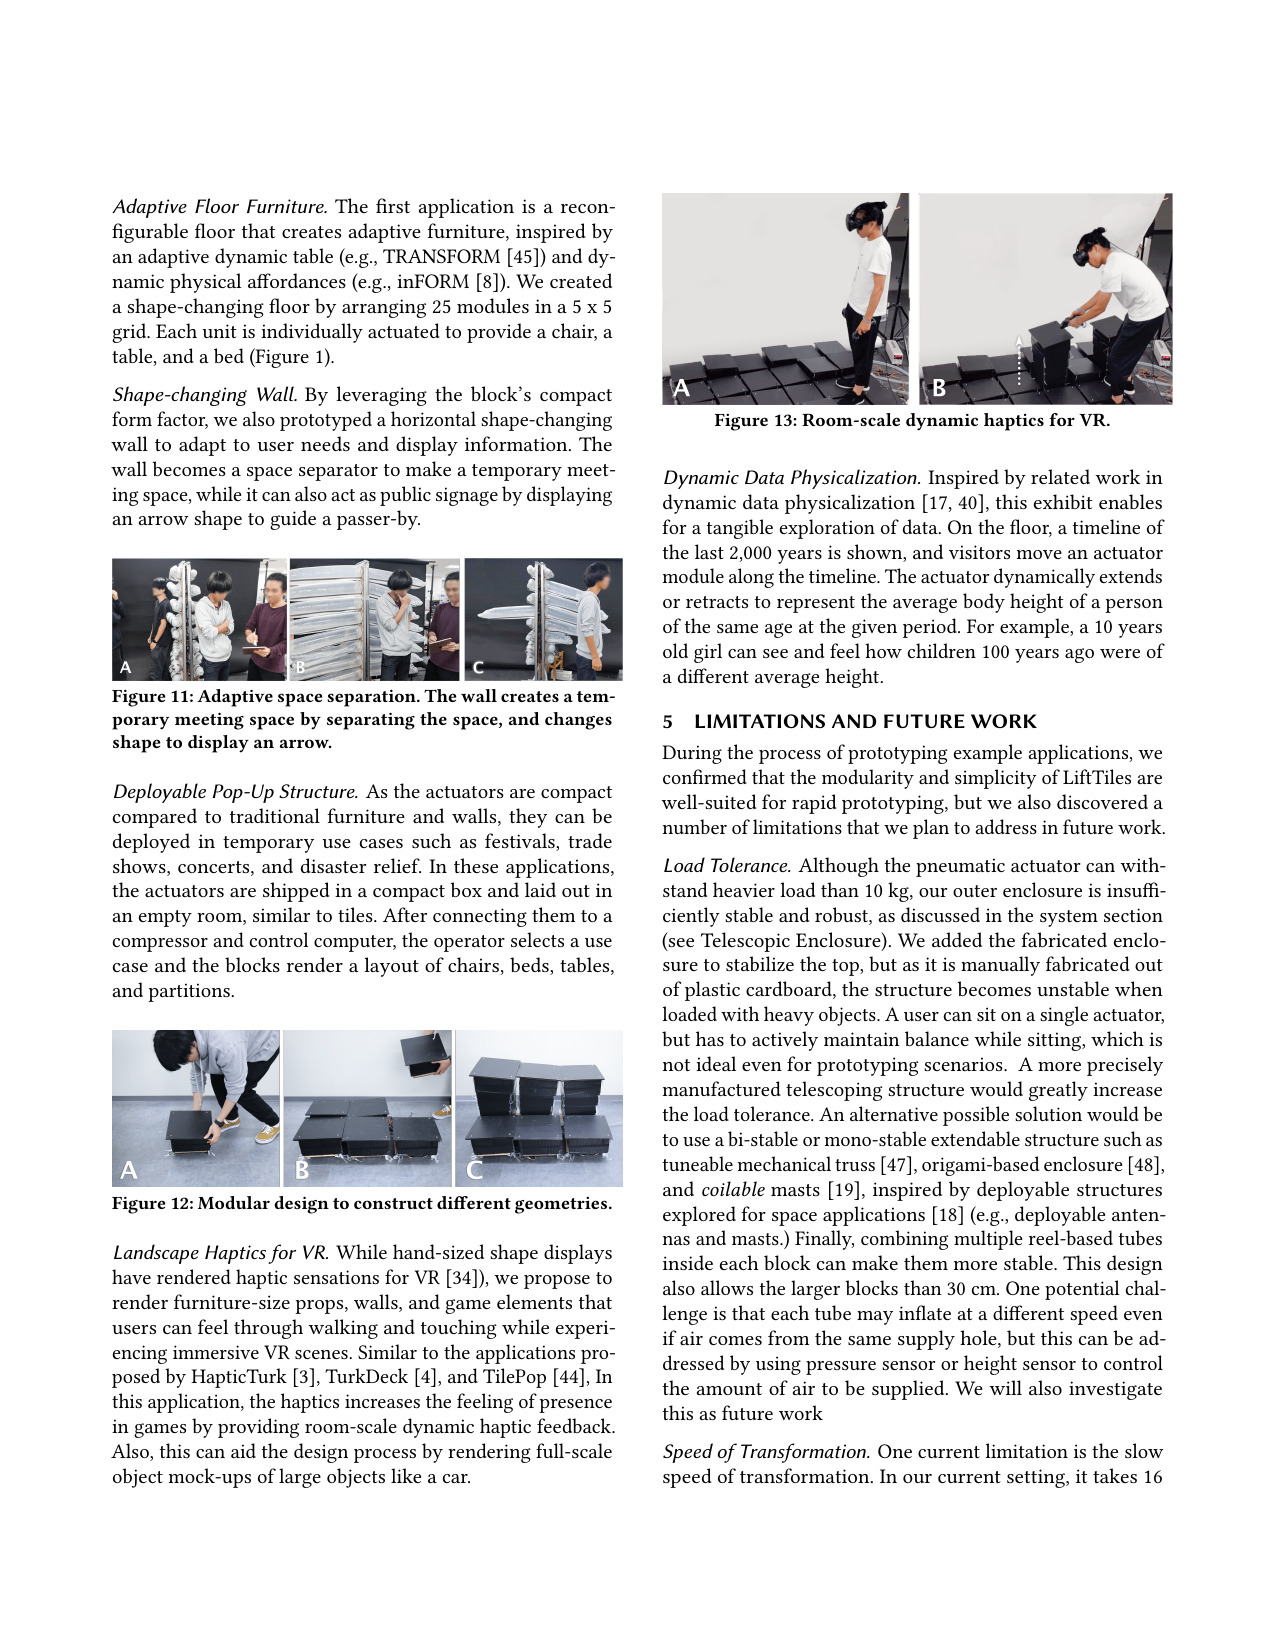 Adaptive Floor Furniture. The first application is a recon-
figurable floor that creates adaptive furniture, inspired by
an adaptive dynamic table (e.g., TRANSFORM [45]) and dy-
namic physical affordances (e.g., inFORM [8]). We created
a shape-changing floor by arranging 25 modules in a 5 x 5
grid. Each unit is individually actuated to provide a chair, a
table, and a bed (Figure 1).
Shape-changing Wall. By leveraging the block's compact
form factor, we also prototyped a horizontal shape-changing
wall to adapt to user needs and display information. The
wall becomes a space separator to make a temporary meet-
ing space, while it can also act as public signage by displaying
an arrow shape to guide a passer-by.
A
B
C
Figure 11: Adaptive space separation. The wall creates a tem-
porary meeting space by separating the space, and changes
shape to display an arrow.
Deployable Pop-Up Structure. As the actuators are compact
compared to traditional furniture and walls, they can be
deployed in temporary use cases such as festivals, trade
shows, concerts, and disaster relief. In these applications,
the actuators are shipped in a compact box and laid out in
an empty room, similar to tiles. After connecting them to a
compressor and control computer, the operator selects a use
case and the blocks render a layout of chairs, beds, tables,
and partitions.
A
B
C
Figure 12: Modular design to construct different geometries.
Landscape Haptics for VR. While hand-sized shape displays
have rendered haptic sensations for VR [34]), we propose to
render furniture-size props, walls, and game elements that
users can feel through walking and touching while experi-
encing immersive VR scenes. Similar to the applications pro-
posed by HapticTurk [3], TurkDeck [4], and TilePop [44], In
this application, the haptics increases the feeling of presence
in games by providing room-scale dynamic haptic feedback.
Also, this can aid the design process by rendering full-scale
object mock-ups of large objects like a car.
A
B
Figure 13: Room-scale dynamic haptics for VR.
Dynamic Data Physicalization. Inspired by related work in
dynamic data physicalization [17, 40], this exhibit enables
for a tangible exploration of data. On the floor, a timeline of
the last 2,000 years is shown, and visitors move an actuator
module along the timeline. The actuator dynamically extends
or retracts to represent the average body height of a person
of the same age at the given period. For example, a 10 years
old girl can see and feel how children 100 years ago were of
a different average height.
5 LIMITATIONS AND FUTURE WORK
During the process of prototyping example applications, we
confirmed that the modularity and simplicity of LiftTiles are
well-suited for rapid prototyping, but we also discovered a
number of limitations that we plan to address in future work.
Load Tolerance. Although the pneumatic actuator can with-
stand heavier load than 10 kg, our outer enclosure is insuffi-
ciently stable and robust, as discussed in the system section
(see Telescopic Enclosure). We added the fabricated enclo-
sure to stabilize the top, but as it is manually fabricated out
of plastic cardboard, the structure becomes unstable when
loaded with heavy objects. A user can sit on a single actuator,
but has to actively maintain balance while sitting, which is
not ideal even for prototyping scenarios. A more precisely
manufactured telescoping structure would greatly increase
the load tolerance. An alternative possible solution would be
to use a bi-stable or mono-stable extendable structure such as
tuneable mechanical truss [47], origami-based enclosure [48],
and coilable masts [19], inspired by deployable structures
explored for space applications [18] (e.g., deployable anten-
nas and masts.) Finally, combining multiple reel-based tubes
inside each block can make them more stable. This design
also allows the larger blocks than 30 cm. One potential chal-
lenge is that each tube may inflate at a different speed even
if air comes from the same supply hole, but this can be ad-
dressed by using pressure sensor or height sensor to control
the amount of air to be supplied. We will also investigate
this as future work
Speed of Transformation. One current limitation is the slow
speed of transformation. In our current setting, it takes 16